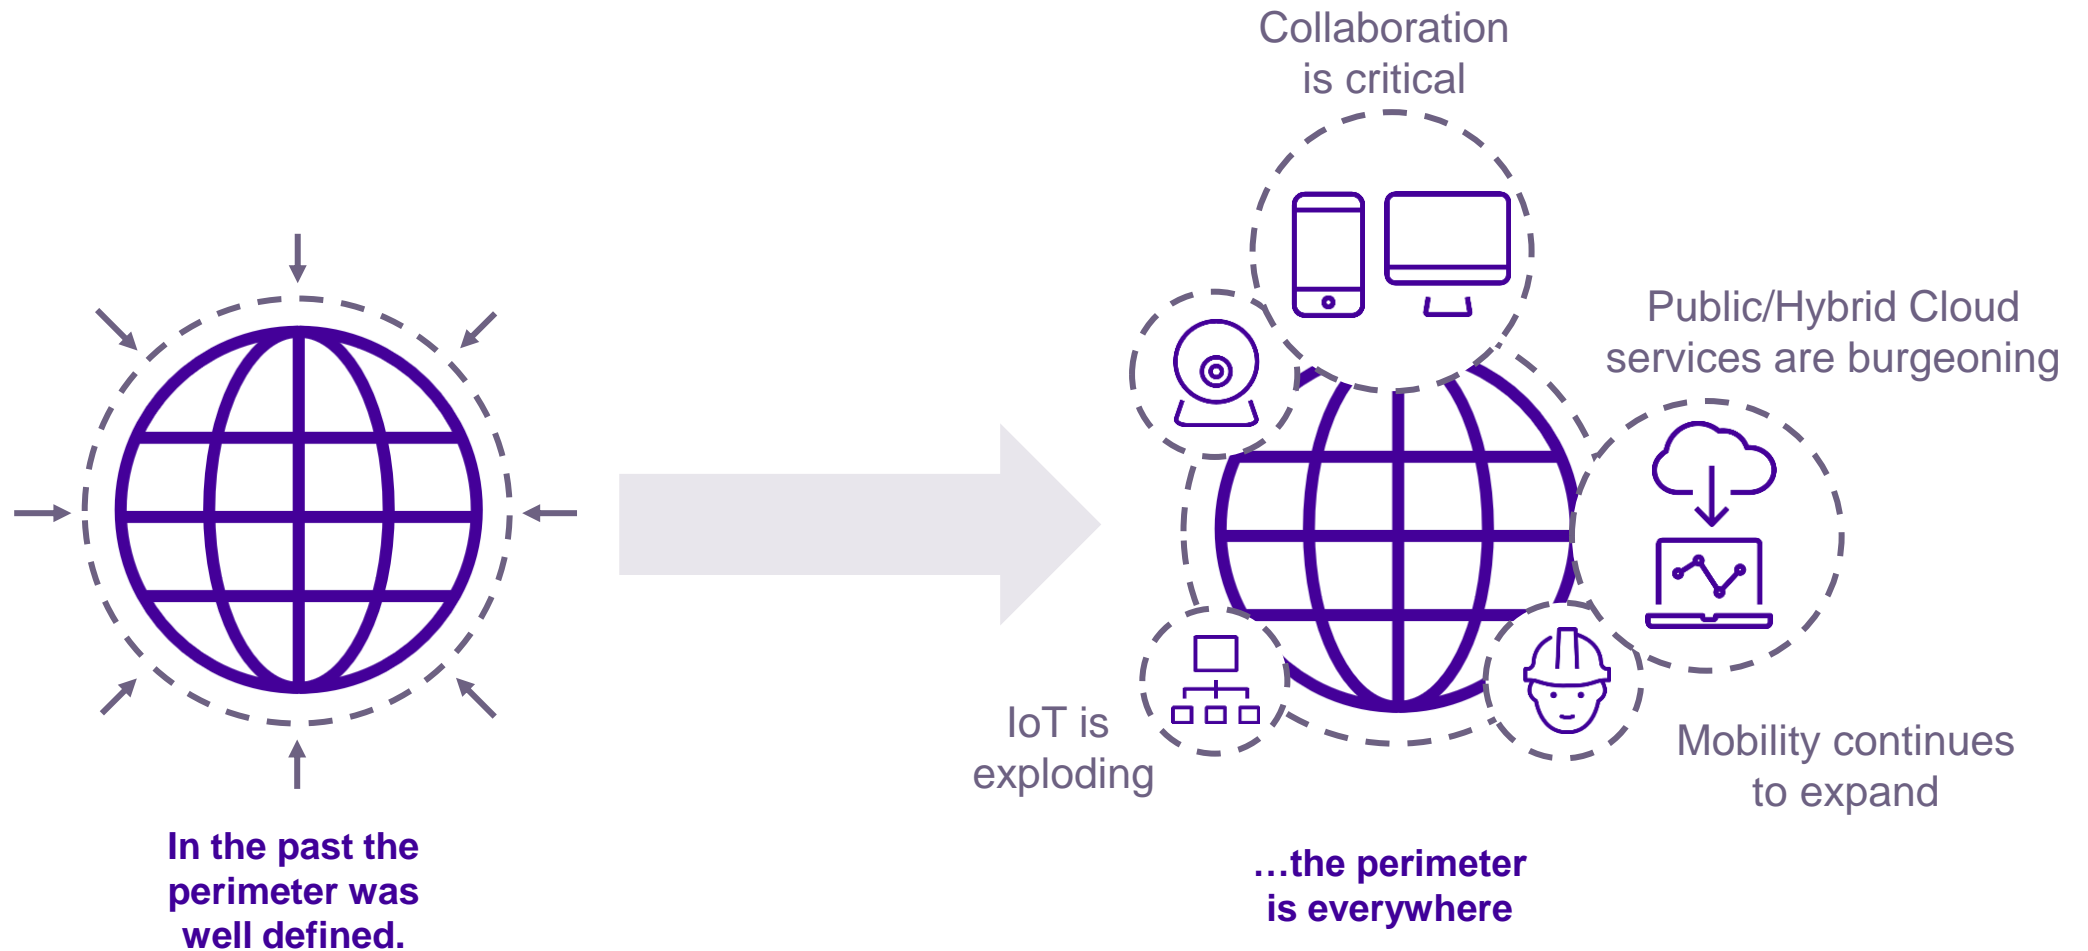 Collaboration
is critical
Public/Hybrid Cloud
services are burgeoning
IoT is
exploding
Mobility continues
to expand
In the past the
perimeter was
well defined.
…the perimeter
is everywhere